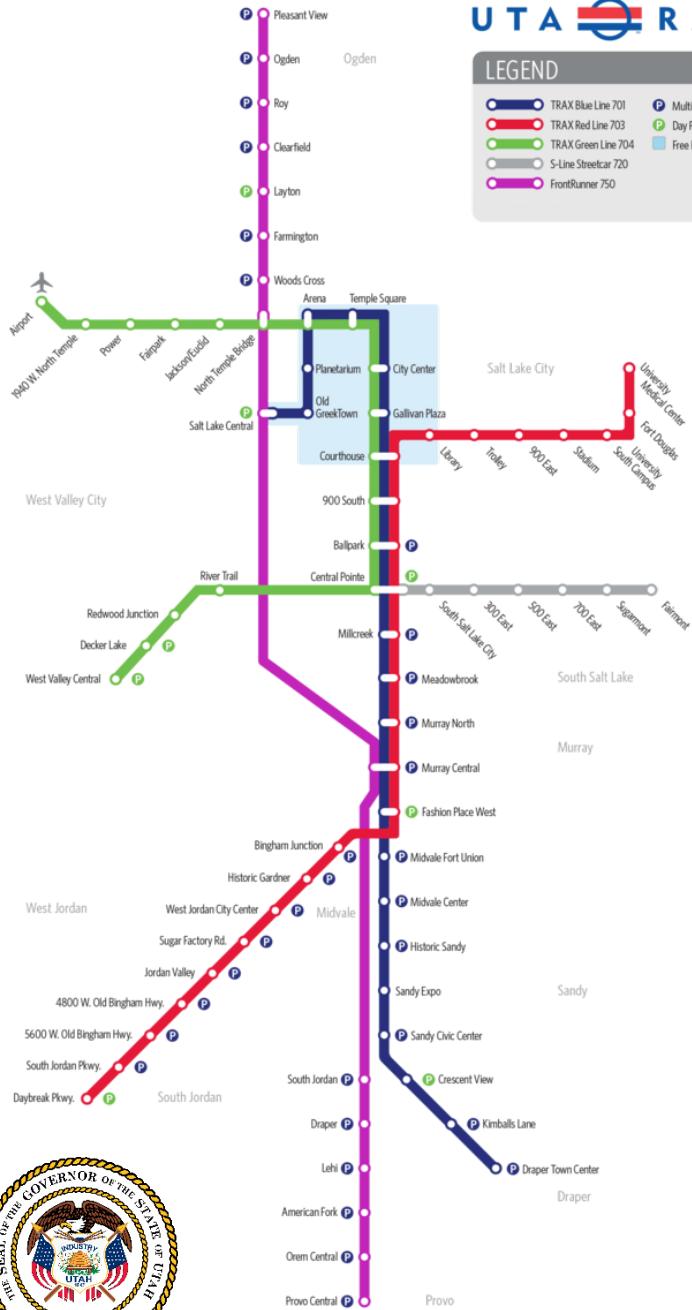 UTA RA
LEGEND
TRAX Blue Line 701
TRAX Red Line 703
TRAX Green Line 704
S-Line Streetcar 720
FrontRunner 750
P Multi
P Day P
Free
P Pleasant View
P Ogden
Ogden
P Roy
P Clearfield
P Layton
P Farmington
P Woods Cross
Airport
1940 W. North Temple
Power
Fairpark
Jackson/Euclid
North Temple Bridge
Arena
Temple Square
Planetarium
City Center
Salt Lake City
P
Salt Lake Central
Old
GreekTown
Gallivan Plaza
Courthouse
Library
Trolley
900 East
Stadium
University
South Campus
University
Fort Douglas
University
Medical Center
West Valley City
900 South
Ballpark P
River Trail
Central Pointe P
Redwood Junction
Decker Lake P
West Valley Central P
South Salt Lake City
300 East
500 East
700 East
Sugarmont
Fairmont
Millcreek P
P Meadowbrook
South Salt Lake
P Murray North
Murray
P Murray Central
P Fashion Place West
Bingham Junction P
P Midvale Fort Union
Historic Gardner P
P Midvale Center
West Jordan
West Jordan City Center P
Midvale
Sugar Factory Rd. P
P Historic Sandy
Jordan Valley P
Sandy Expo
Sandy
4800 W. Old Bingham Hwy. P
5600 W. Old Bingham Hwy. P
P Sandy Civic Center
South Jordan Pkwy. P
South Jordan P
P Crescent View
Daybreak Pkwy. P
South Jordan
Draper P
P Kimballs Lane
Lehi P
P Draper Town Center
Draper
American Fork P
Orem Central P
Provo Central P
Provo
THE SEAL OF THE GOVERNOR OF THE STATE OF UTAH
INDUSTRY
UTAH